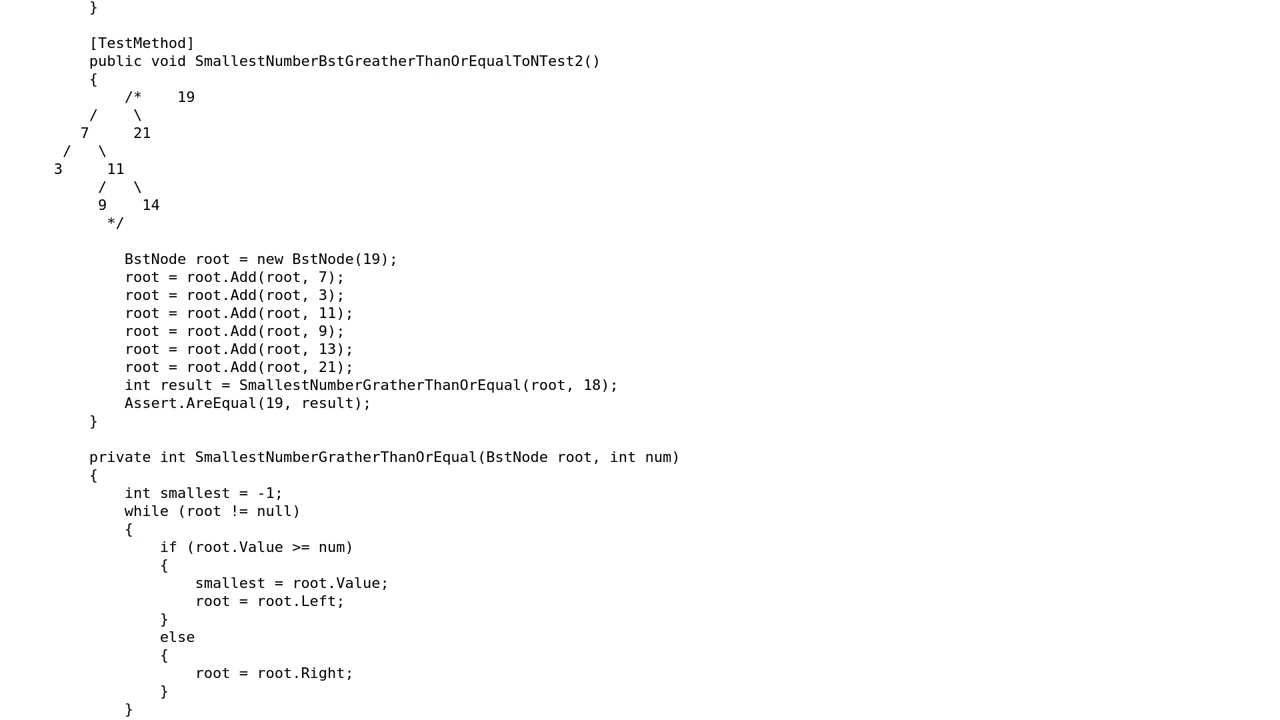 }

        [TestMethod]
        public void SmallestNumberBstGreatherThanOrEqualToNTest2()
        {
            /*    19
        /    \
       7     21
     /   \
    3     11
         /   \
         9    14
          */

            BstNode root = new BstNode(19);
            root = root.Add(root, 7);
            root = root.Add(root, 3);
            root = root.Add(root, 11);
            root = root.Add(root, 9);
            root = root.Add(root, 13);
            root = root.Add(root, 21);
            int result = SmallestNumberGratherThanOrEqual(root, 18);
            Assert.AreEqual(19, result);
        }

        private int SmallestNumberGratherThanOrEqual(BstNode root, int num)
        {
            int smallest = -1;
            while (root != null)
            {
                if (root.Value >= num)
                {
                    smallest = root.Value;
                    root = root.Left;
                }
                else
                {
                    root = root.Right;
                }
            }